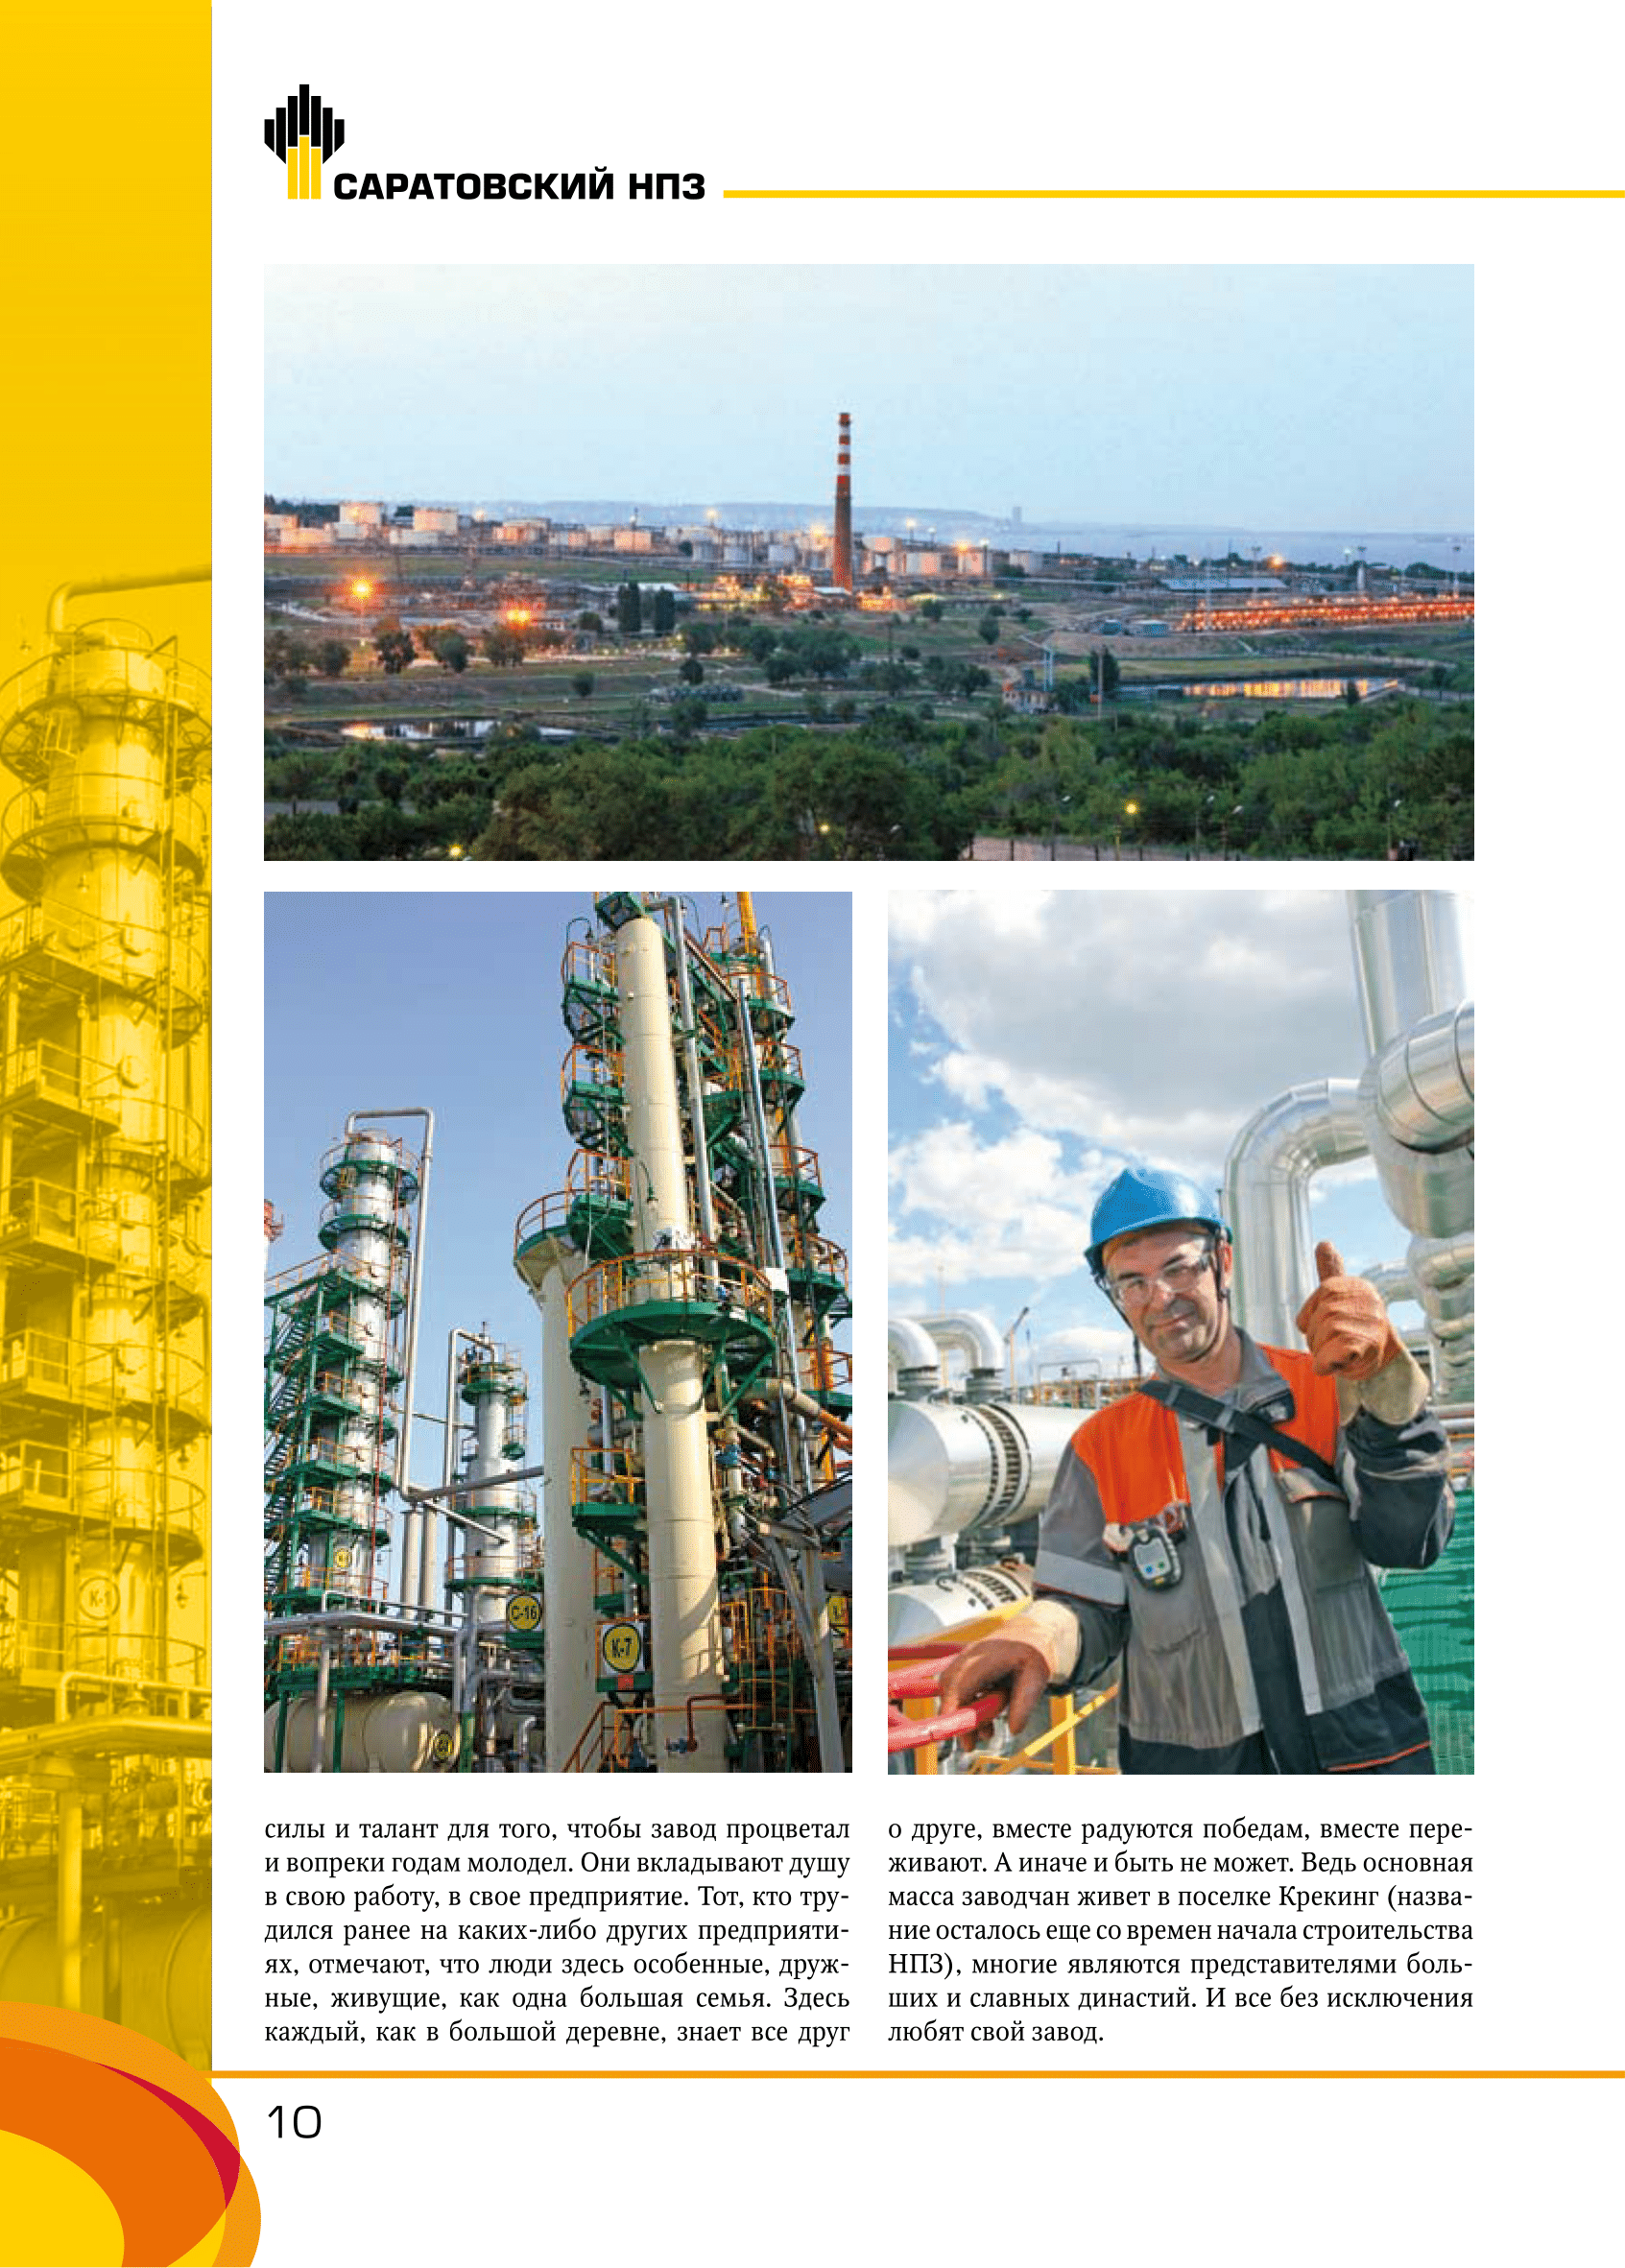 САРАТОВСКИЙ НПЗ
К-1
С-16
К-7
силы и талант для того, чтобы завод процветал
и вопреки годам молодел. Они вкладывают душу
в свою работу, в свое предприятие. Тот, кто тру-
дился ранее на каких-либо других предприяти-
ях, отмечают, что люди здесь особенные, друж-
ные, живущие, как одна большая семья. Здесь
каждый, как в большой деревне, знает все друг
о друге, вместе радуются победам, вместе пере-
живают. А иначе и быть не может. Ведь основная
масса заводчан живет в поселке Крекинг (назва-
ние осталось еще со времен начала строительства
НПЗ), многие являются представителями боль-
ших и славных династий. И все без исключения
любят свой завод.
10